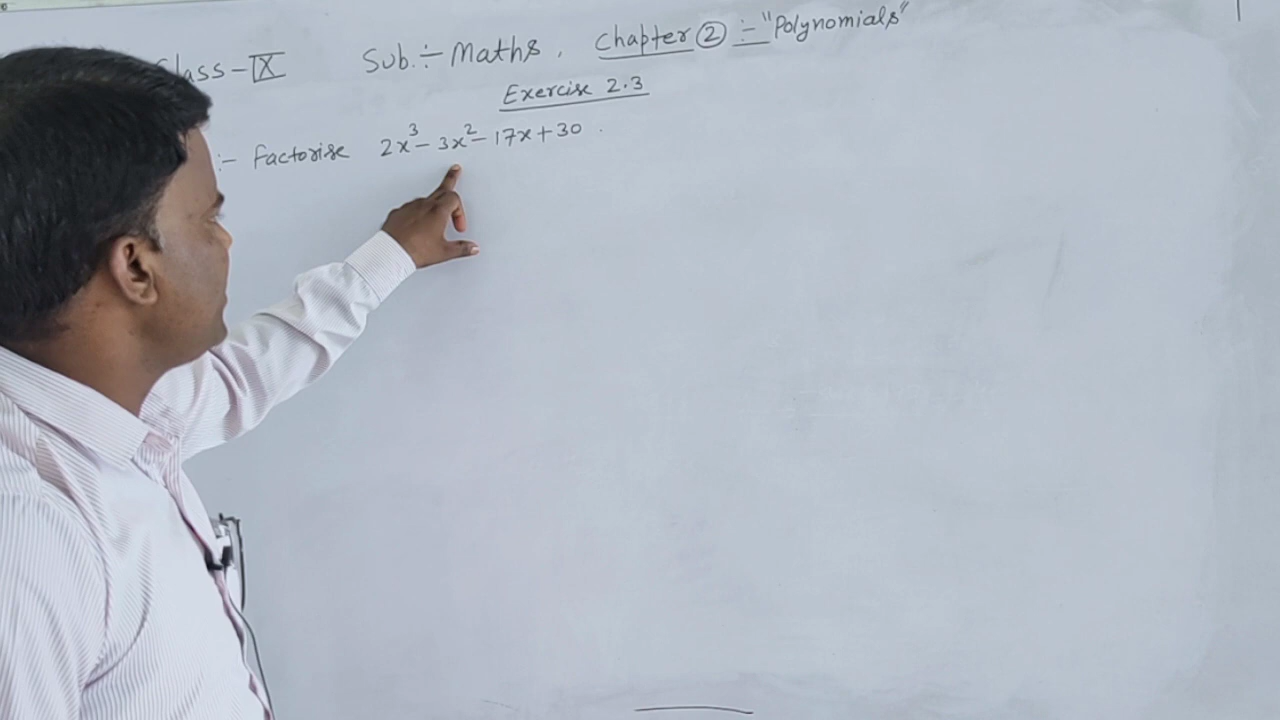 Class - IX Sub. :- Maths , Chapter ② :- "Polynomials"
Exercise 2.3
:- Factorise 2x³ - 3x² - 17x + 30 .